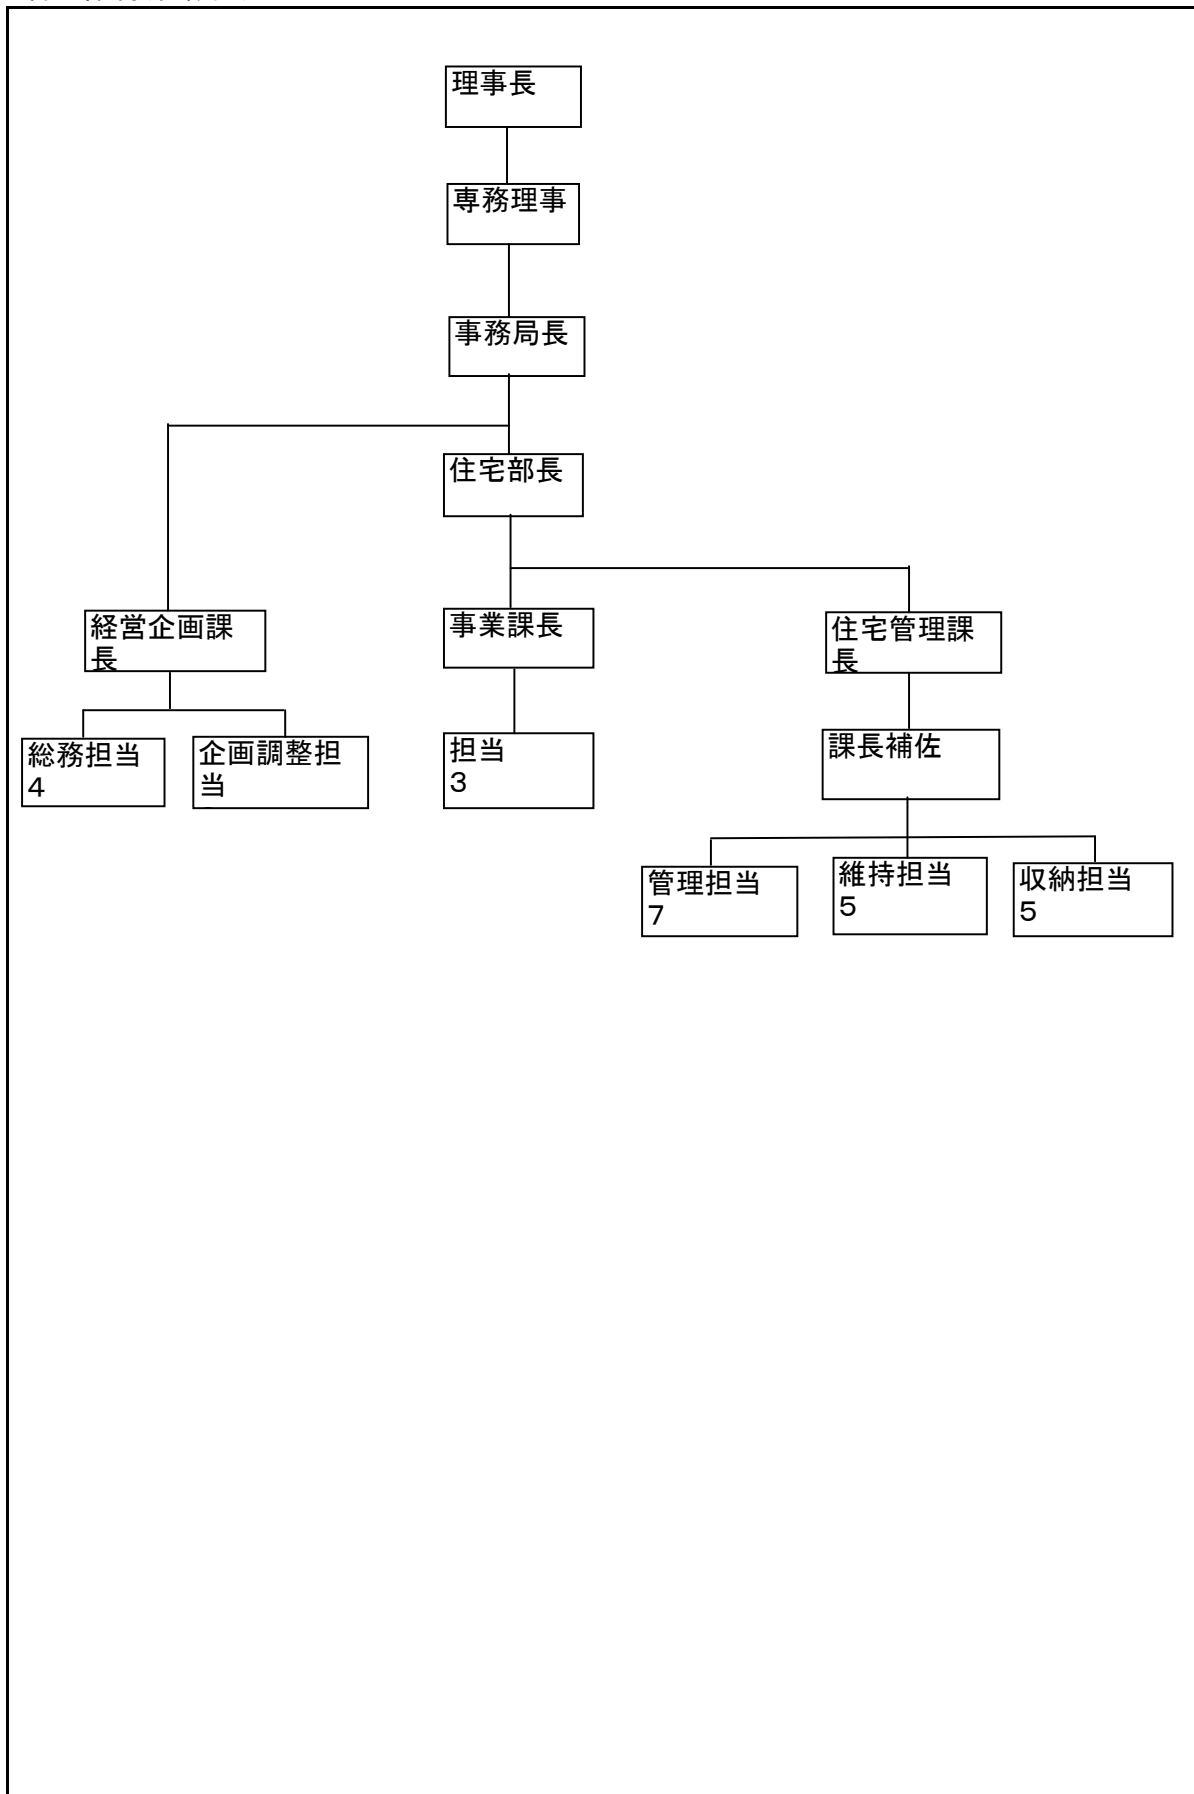 理事長
専務理事
事務局長
住宅部長
経営企画課
長
事業課長
住宅管理課
長
総務担当
4
企画調整担
当
担当
3
課長補佐
管理担当
7
維持担当
5
収納担当
5